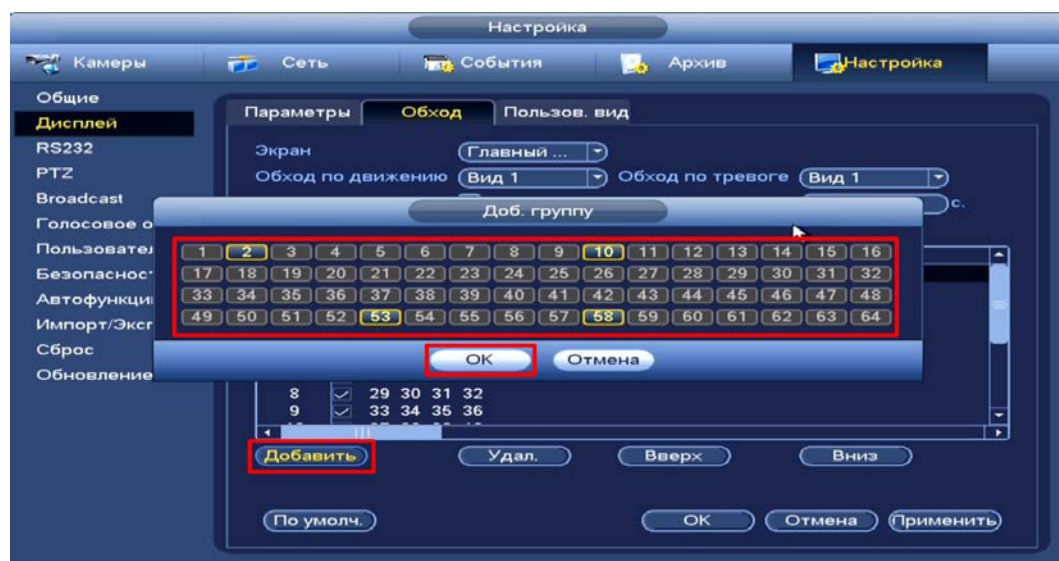 Настройка
Камеры Сеть События Архив Настройка
Общие
Дисплей
RS232
PTZ
Broadcast
Голосовое о
Пользовател
Безопасност
Автофункции
Импорт/Экс
Сброс
Обновление
Параметры Обход Пользов. вид
Экран Главный ...
Обход по движению Вид 1 Обход по тревоге Вид 1
с.
Доб. группу
1 2 3 4 5 6 7 8 9 10 11 12 13 14 15 16
17 18 19 20 21 22 23 24 25 26 27 28 29 30 31 32
33 34 35 36 37 38 39 40 41 42 43 44 45 46 47 48
49 50 51 52 53 54 55 56 57 58 59 60 61 62 63 64
OK Отмена
8 29 30 31 32
9 33 34 35 36
Добавить Удал. Вверх Вниз
По умолч. OK Отмена Применить